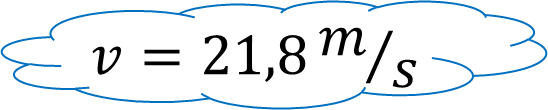 v = 21,8 m/s